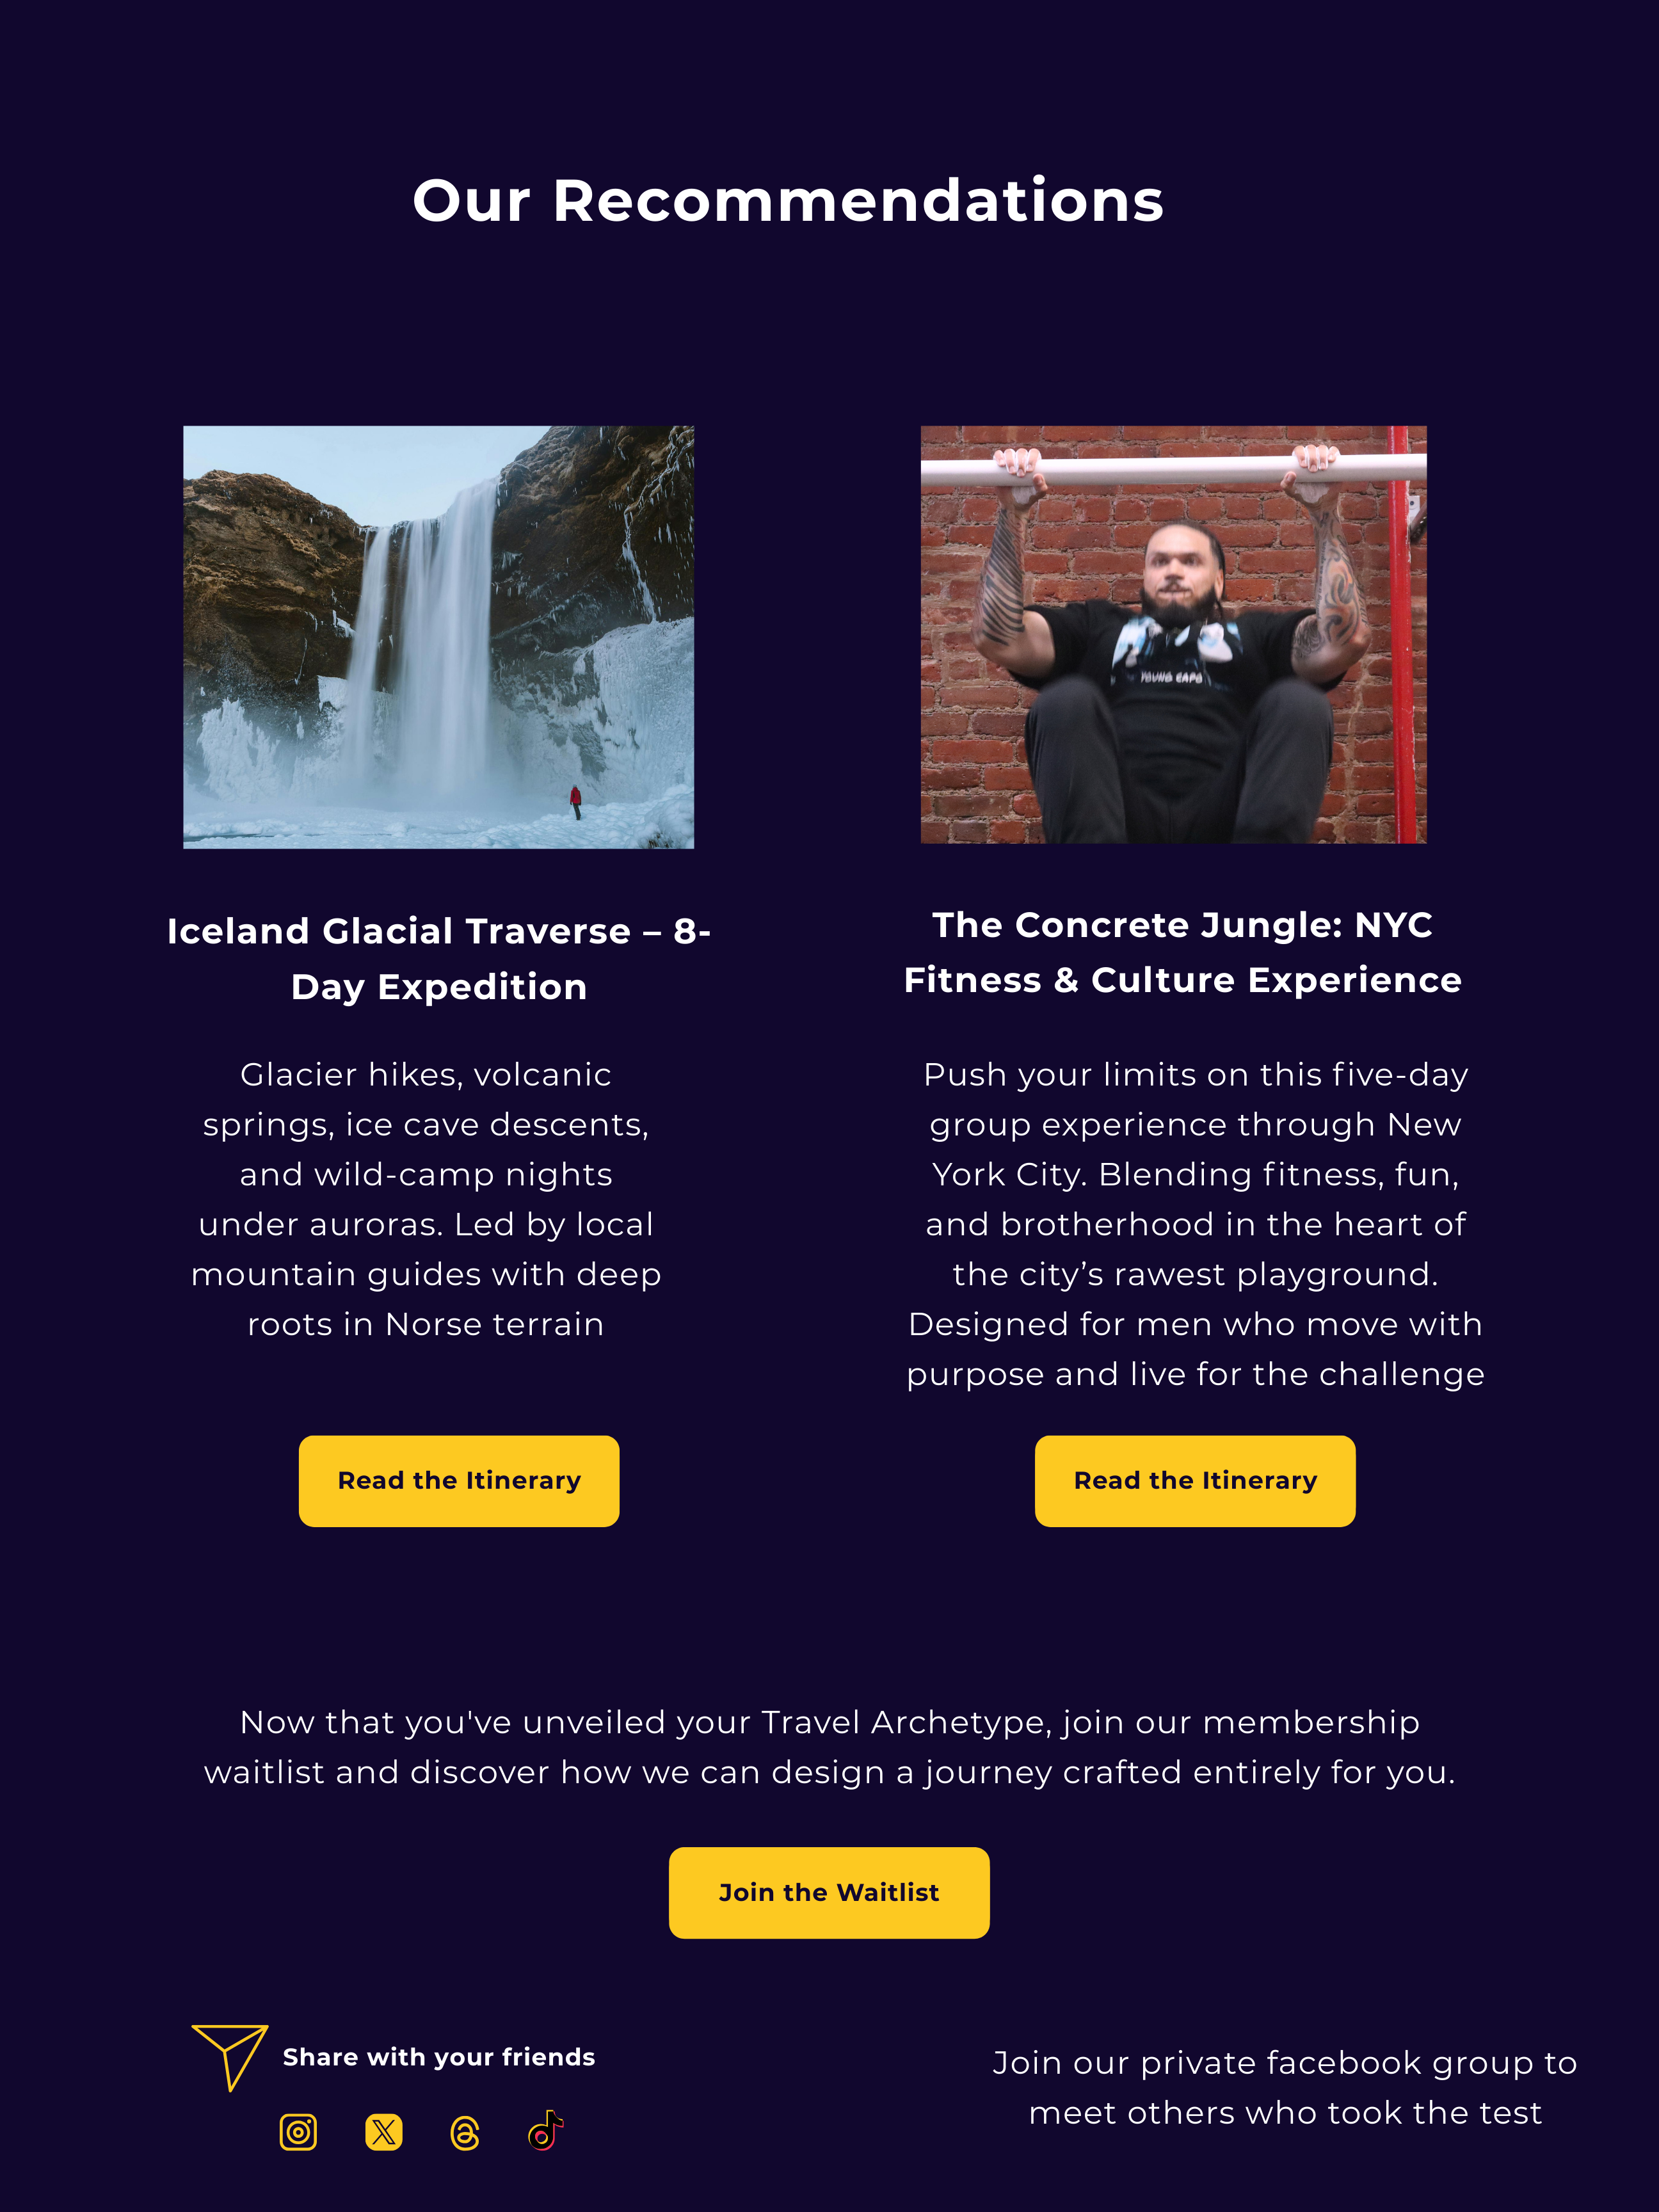 Our Recommendations
YOUNG CAPO
Iceland Glacial Traverse – 8-
Day Expedition
Glacier hikes, volcanic
springs, ice cave descents,
and wild-camp nights
under auroras. Led by local
mountain guides with deep
roots in Norse terrain
Read the Itinerary
The Concrete Jungle: NYC
Fitness & Culture Experience
Push your limits on this five-day
group experience through New
York City. Blending fitness, fun,
and brotherhood in the heart of
the city’s rawest playground.
Designed for men who move with
purpose and live for the challenge
Read the Itinerary
Now that you've unveiled your Travel Archetype, join our membership
waitlist and discover how we can design a journey crafted entirely for you.
Join the Waitlist
Share with your friends
Join our private facebook group to
meet others who took the test